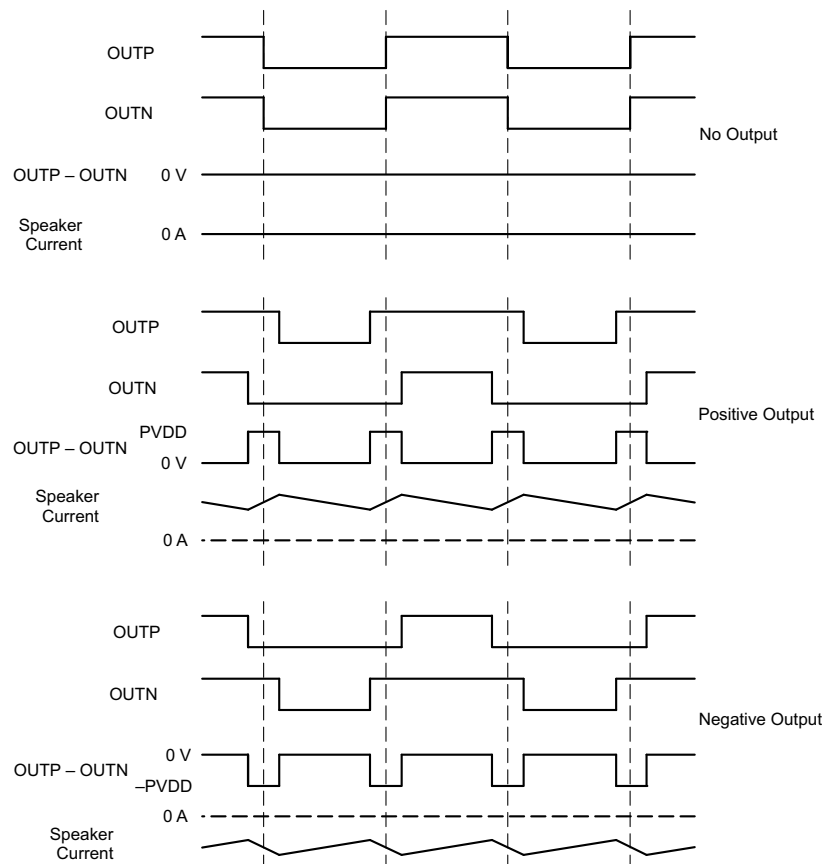 OUTP
OUTN
No Output
OUTP – OUTN 0 V
Speaker
Current
0 A
OUTP
OUTN
Positive Output
PVDD
OUTP – OUTN
0 V
Speaker
Current
0 A
OUTP
OUTN
Negative Output
0 V
OUTP – OUTN
–PVDD
0 A
Speaker
Current